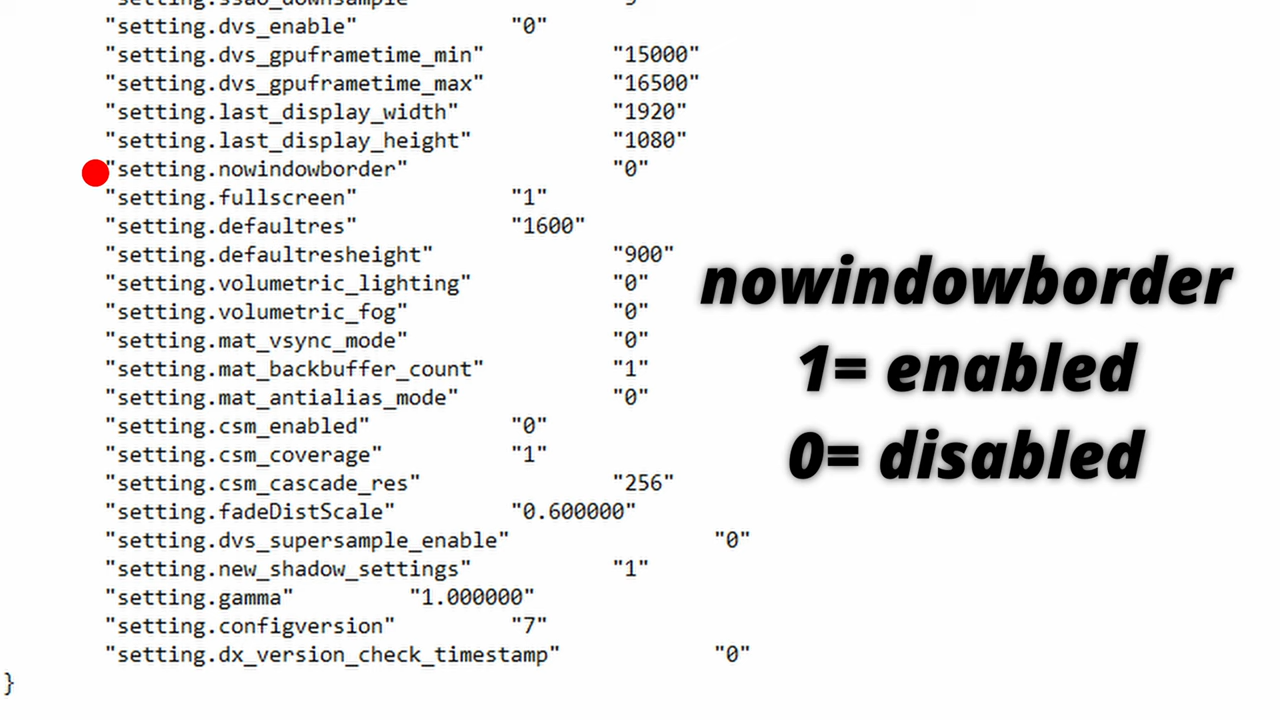 "setting.ssao_downsample"
"setting.dvs_enable" "0"
"setting.dvs_gpuframetime_min" "15000"
"setting.dvs_gpuframetime_max" "16500"
"setting.last_display_width" "1920"
"setting.last_display_height" "1080"
"setting.nowindowborder" "0"
"setting.fullscreen" "1"
"setting.defaultres" "1600"
"setting.defaultresheight" "900"
"setting.volumetric_lighting" "0"
"setting.volumetric_fog" "0"
"setting.mat_vsync_mode" "0"
"setting.mat_backbuffer_count" "1"
"setting.mat_antialias_mode" "0"
"setting.csm_enabled" "0"
"setting.csm_coverage" "1"
"setting.csm_cascade_res" "256"
"setting.fadeDistScale" "0.600000"
"setting.dvs_supersample_enable" "0"
"setting.new_shadow_settings" "1"
"setting.gamma" "1.000000"
"setting.configversion" "7"
"setting.dx_version_check_timestamp" "0"
}
nowindowborder
1= enabled
0= disabled